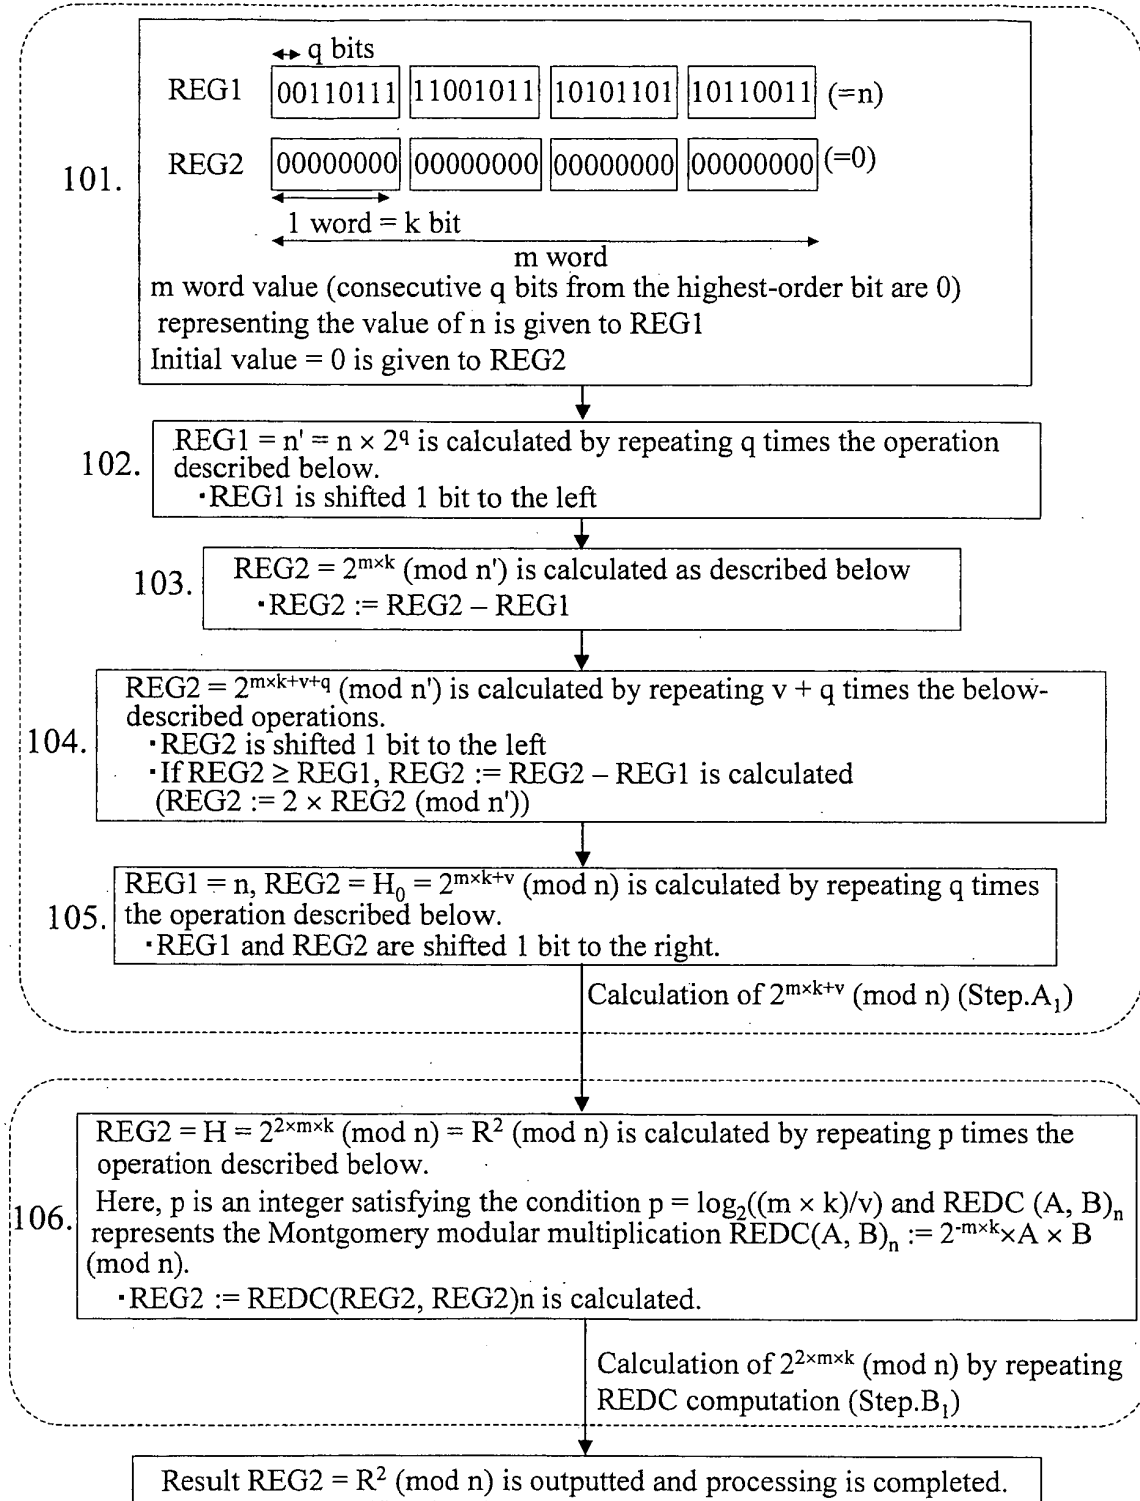 q bits
REG1 00110111 11001011 10101101 10110011 (=n)
101. REG2 00000000 00000000 00000000 00000000 (=0)
1 word = k bit
m word
m word value (consecutive q bits from the highest-order bit are 0)
representing the value of n is given to REG1
Initial value = 0 is given to REG2
102. REG1 = n' = n × 2^q is calculated by repeating q times the operation
described below.
・REG1 is shifted 1 bit to the left
103. REG2 = 2^{m×k} (mod n') is calculated as described below
・REG2 := REG2 – REG1
104. REG2 = 2^{m×k+v+q} (mod n') is calculated by repeating v + q times the below-
described operations.
・REG2 is shifted 1 bit to the left
・If REG2 ≥ REG1, REG2 := REG2 – REG1 is calculated
(REG2 := 2 × REG2 (mod n'))
105. REG1 = n, REG2 = H_0 = 2^{m×k+v} (mod n) is calculated by repeating q times
the operation described below.
・REG1 and REG2 are shifted 1 bit to the right.
Calculation of 2^{m×k+v} (mod n) (Step.A_1)
106. REG2 = H = 2^{2×m×k} (mod n) = R^2 (mod n) is calculated by repeating p times the
operation described below.
Here, p is an integer satisfying the condition p = log_2((m × k)/v) and REDC (A, B)_n
represents the Montgomery modular multiplication REDC(A, B)_n := 2^{-m×k}×A × B
(mod n).
・REG2 := REDC(REG2, REG2)n is calculated.
Calculation of 2^{2×m×k} (mod n) by repeating
REDC computation (Step.B_1)
Result REG2 = R^2 (mod n) is outputted and processing is completed.